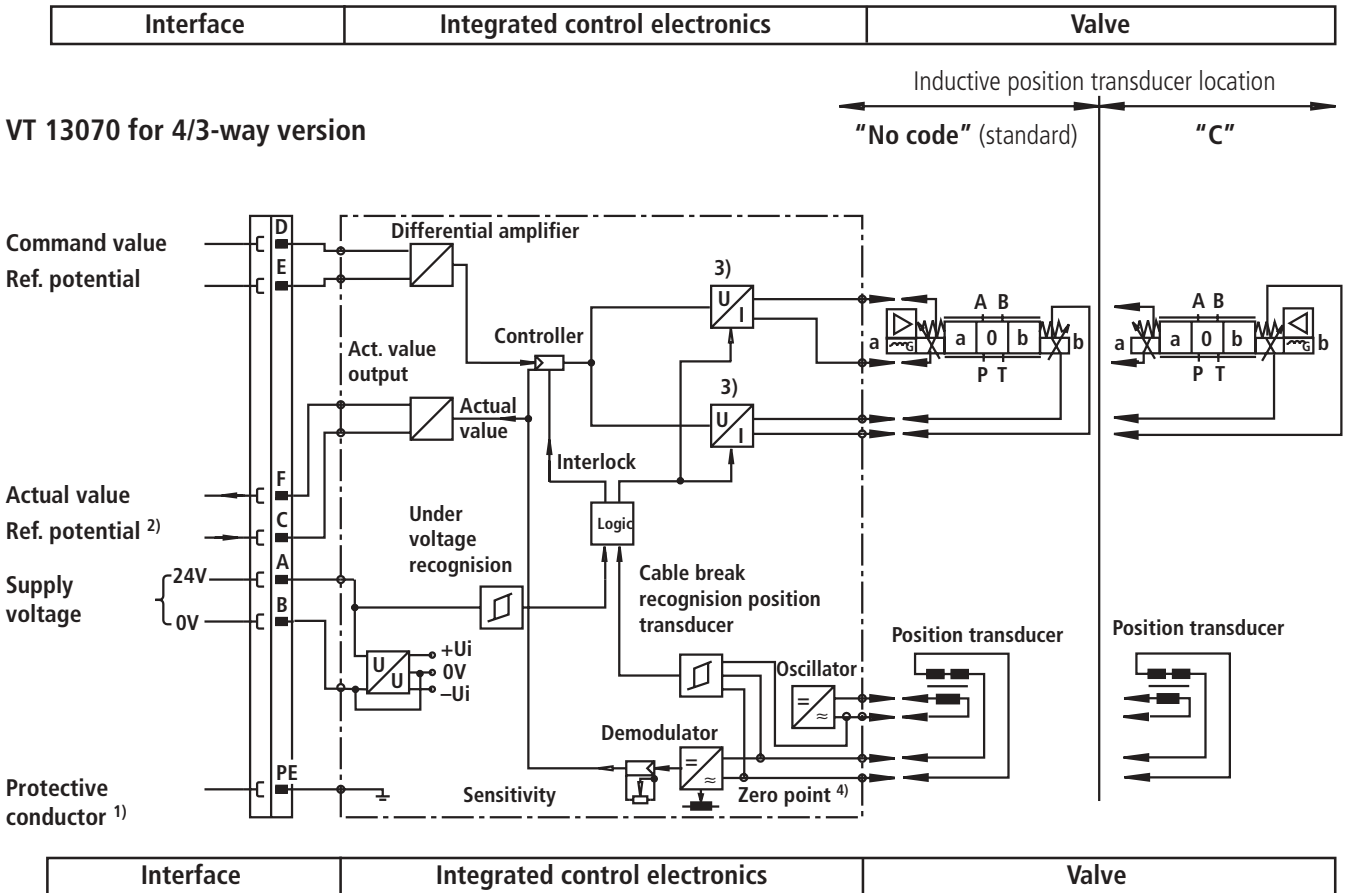 Interface Integrated control electronics Valve
Inductive position transducer location
VT 13070 for 4/3-way version
"No code" (standard) "C"
Command value
Ref. potential
D
E
Differential amplifier
3)
U
I
Controller
Act. value
output
Actual
value
3)
U
I
Interlock
Logic
A B
a a 0 b b
P T
A B
a a 0 b b
P T
G
G
Actual value
Ref. potential 2)
F
C
Supply
voltage
24V
0V
A
B
Under
voltage
recognision
Cable break
recognision position
transducer
U
U
+Ui
0V
–Ui
Oscillator
=
≈
Position transducer
Position transducer
Demodulator
=
≈
Sensitivity
Zero point 4)
Protective
conductor 1)
PE
Interface Integrated control electronics Valve